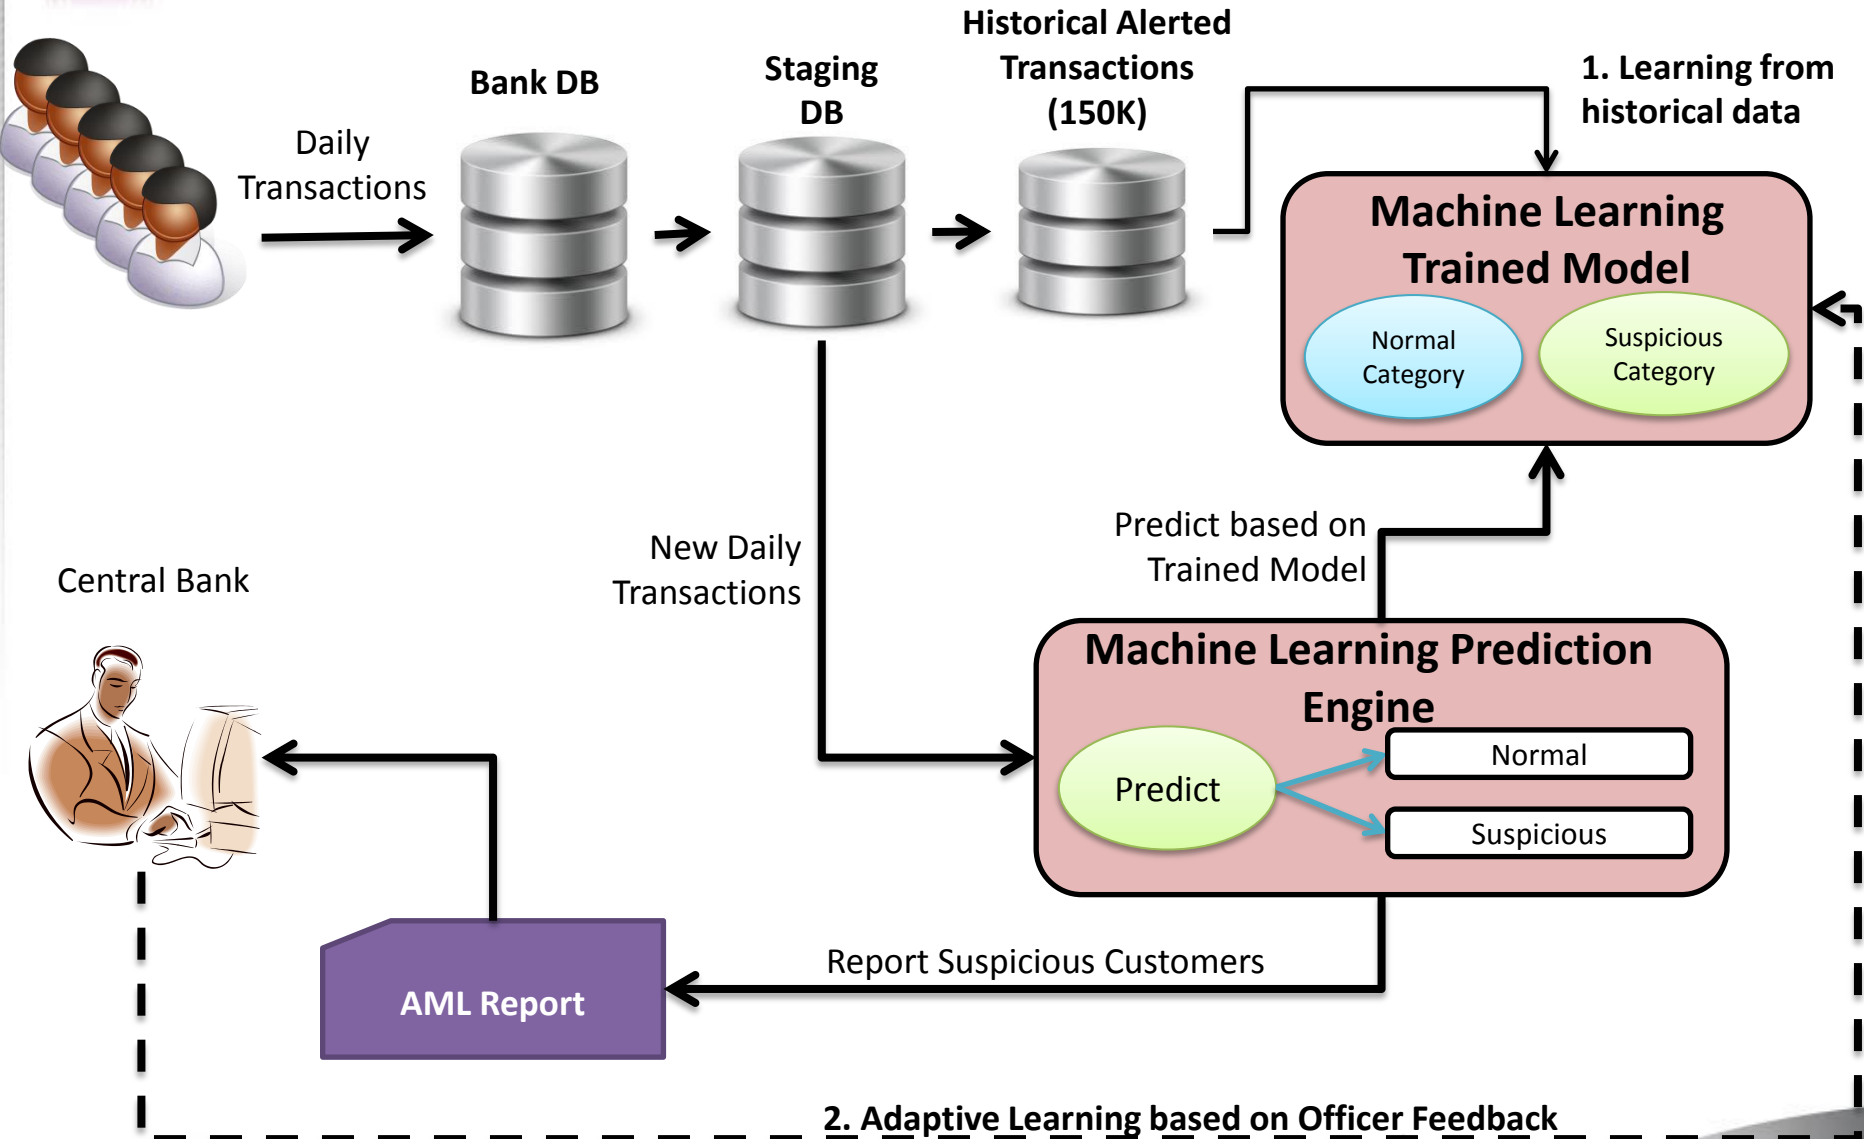 Historical Alerted
Transactions
(150K)
Bank DB
Staging
DB
1. Learning from
historical data
Daily
Transactions
Machine Learning
Trained Model
Normal
Category
Suspicious
Category
Predict based on
Trained Model
New Daily
Transactions
Central Bank
Machine Learning Prediction
Engine
Predict
Normal
Suspicious
Report Suspicious Customers
AML Report
2. Adaptive Learning based on Officer Feedback